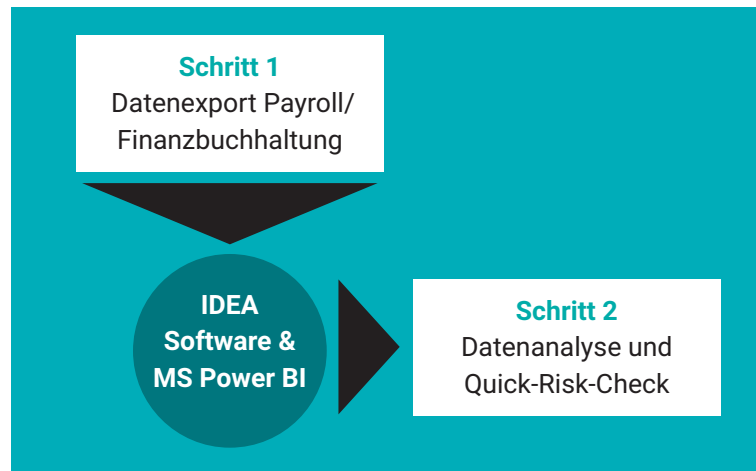 Schritt 1
Datenexport Payroll/
Finanzbuchhaltung
IDEA
Software &
MS Power BI
Schritt 2
Datenanalyse und
Quick-Risk-Check